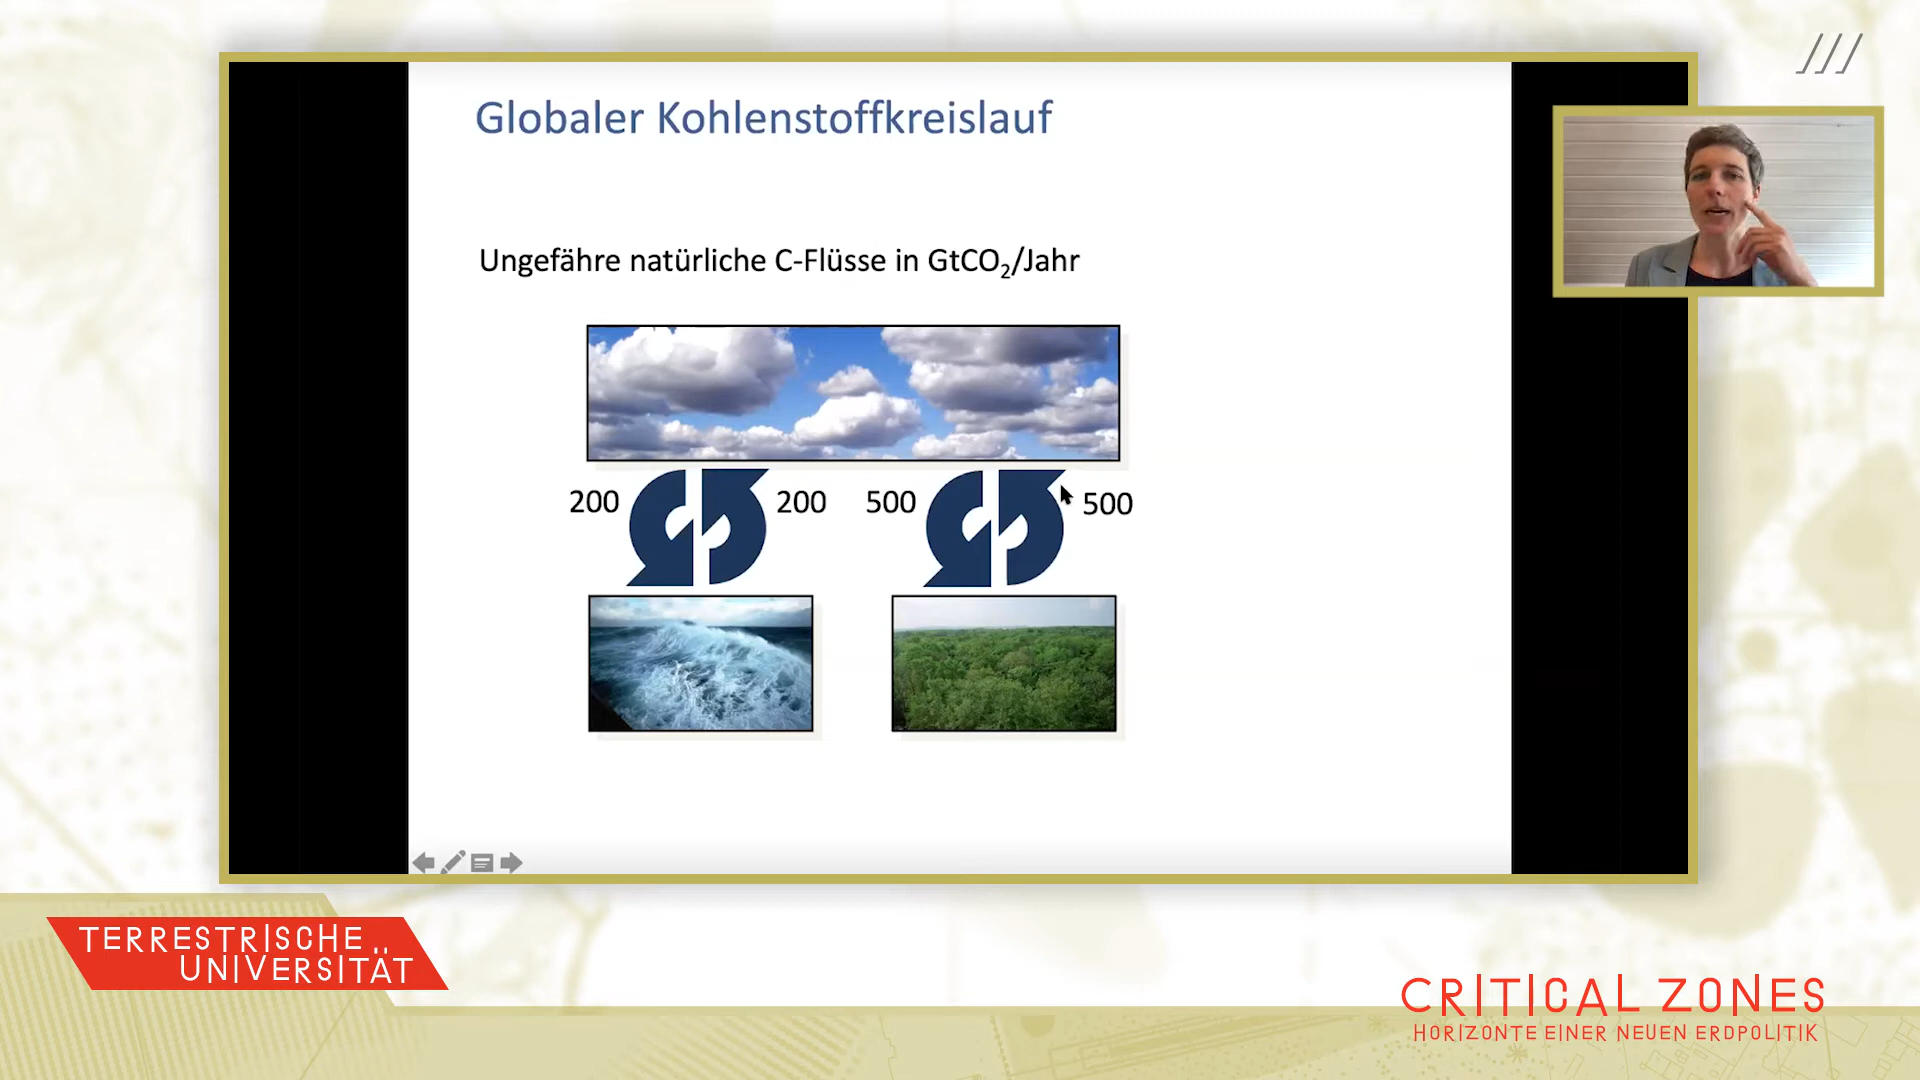 Globaler Kohlenstoffkreislauf
Ungefähre natürliche C-Flüsse in GtCO₂/Jahr
200 200 500 500
TERRESTRISCHE
UNIVERSITÄT
CRITICAL ZONES
HORIZONTE EINER NEUEN ERDPOLITIK